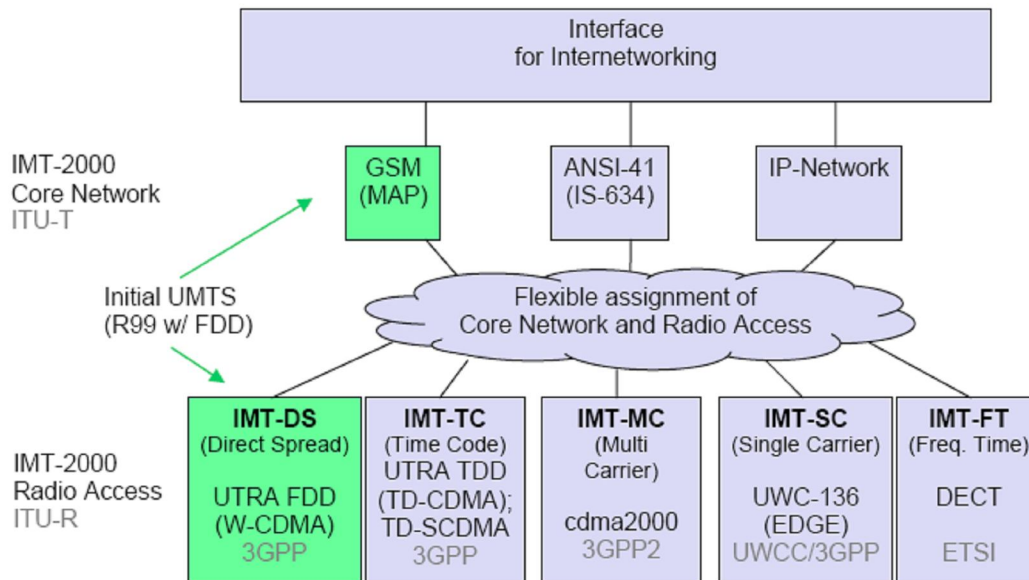 Interface
for Internetworking
IMT-2000
Core Network
ITU-T
GSM
(MAP)
ANSI-41
(IS-634)
IP-Network
Initial UMTS
(R99 w/ FDD)
Flexible assignment of
Core Network and Radio Access
IMT-2000
Radio Access
ITU-R
IMT-DS
(Direct Spread)
UTRA FDD
(W-CDMA)
3GPP
IMT-TC
(Time Code)
UTRA TDD
(TD-CDMA);
TD-SCDMA
3GPP
IMT-MC
(Multi
Carrier)
cdma2000
3GPP2
IMT-SC
(Single Carrier)
UWC-136
(EDGE)
UWCC/3GPP
IMT-FT
(Freq. Time)
DECT
ETSI